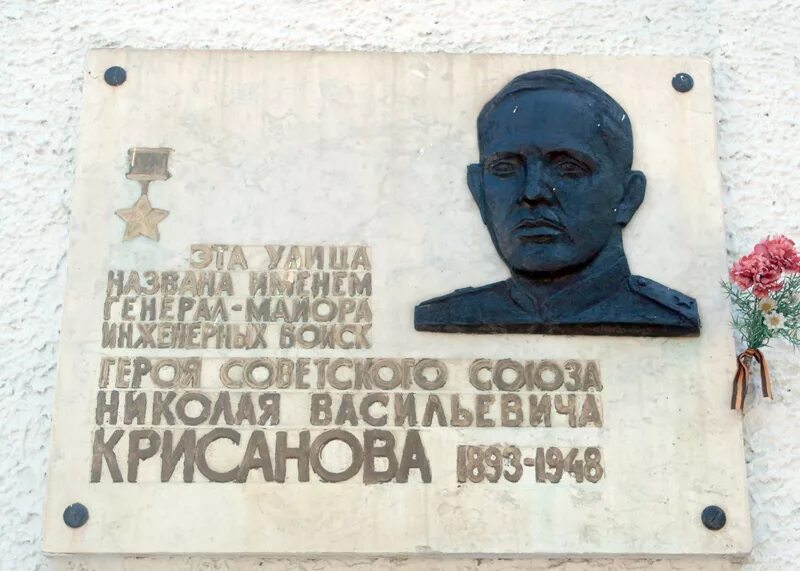 ЭТА УЛИЦА
НАЗВАНА ИМЕНЕМ
ГЕНЕРАЛ-МАЙОРА
ИНЖЕНЕРНЫХ ВОЙСК
ГЕРОЯ СОВЕТСКОГО СОЮЗА
НИКОЛАЯ ВАСИЛЬЕВИЧА
КРИСАНОВА 1893-1948